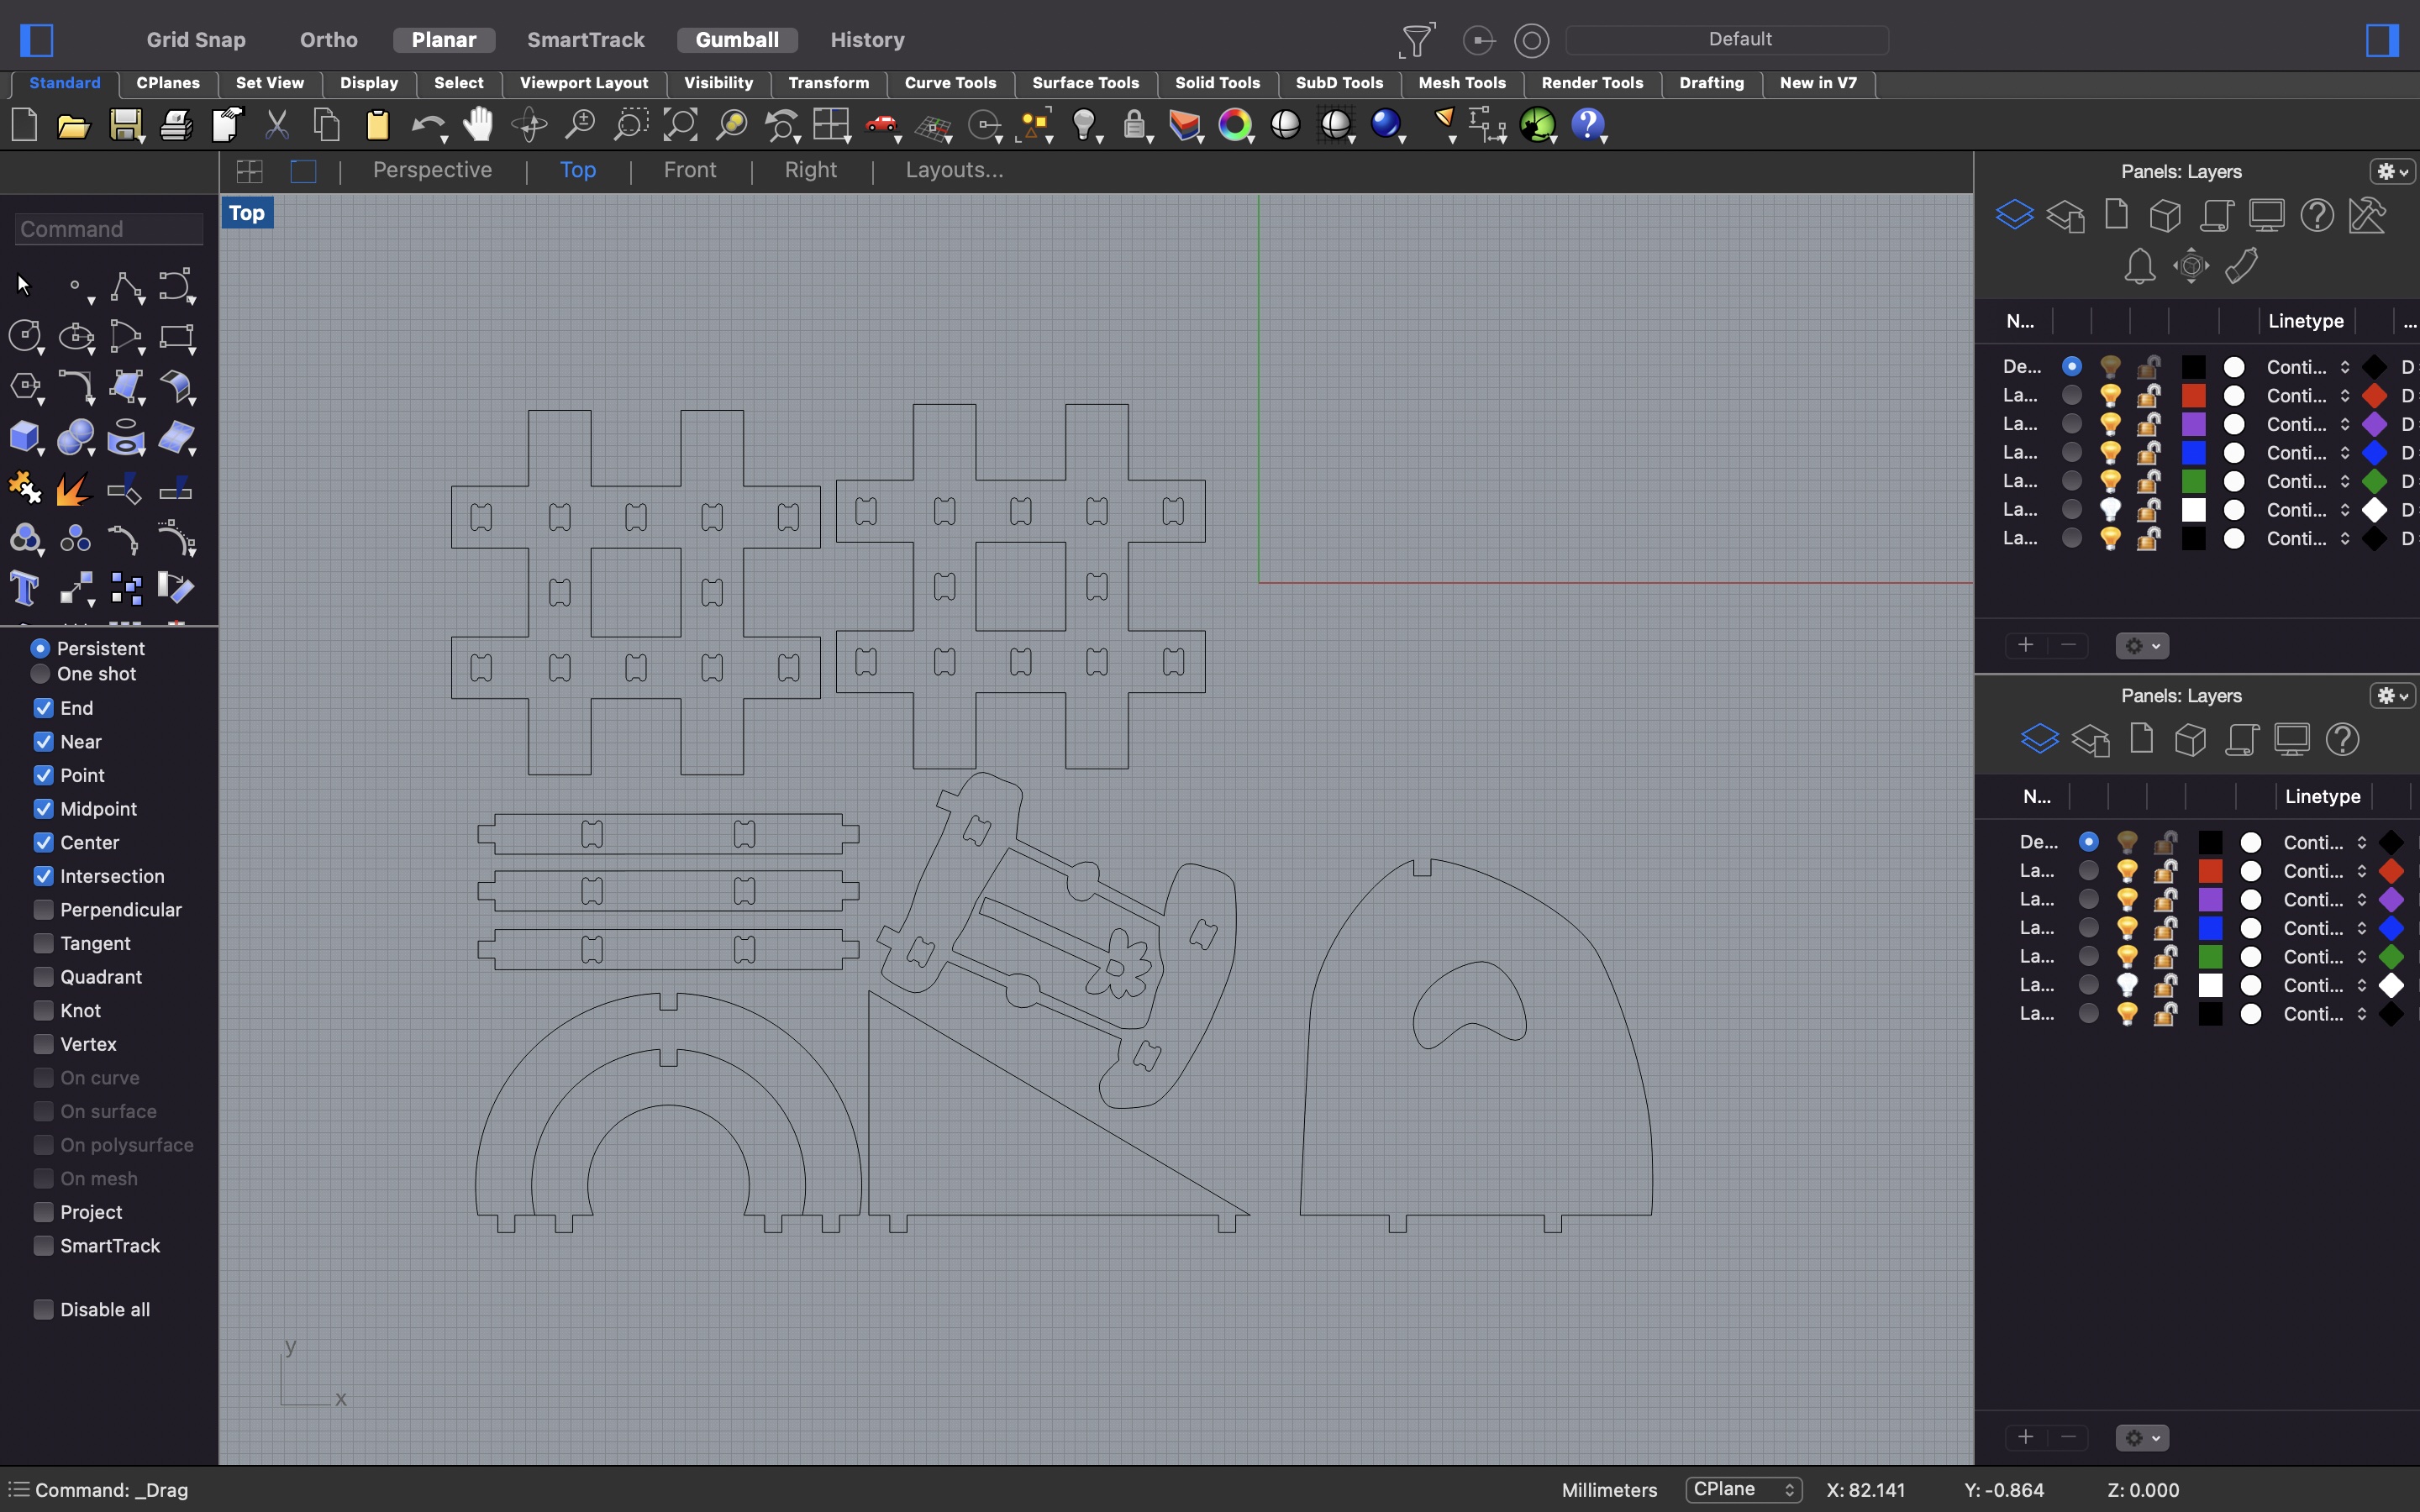 Grid Snap Ortho Planar SmartTrack Gumball History Default
Standard CPlanes Set View Display Select Viewport Layout Visibility Transform Curve Tools Surface Tools Solid Tools SubD Tools Mesh Tools Render Tools Drafting New in V7
Perspective Top Front Right Layouts...
Top
Command
Persistent
One shot
End
Near
Point
Midpoint
Center
Intersection
Perpendicular
Tangent
Quadrant
Knot
Vertex
On curve
On surface
On polysurface
On mesh
Project
SmartTrack
Disable all
y
x
Panels: Layers
N... Linetype ...
De... Conti... D
La... Conti... D
La... Conti... D
La... Conti... D
La... Conti... D
La... Conti... D
La... Conti... D
Panels: Layers
N... Linetype
De... Conti...
La... Conti...
La... Conti...
La... Conti...
La... Conti...
La... Conti...
La... Conti...
Command: _Drag
Millimeters CPlane X: 82.141 Y: -0.864 Z: 0.000